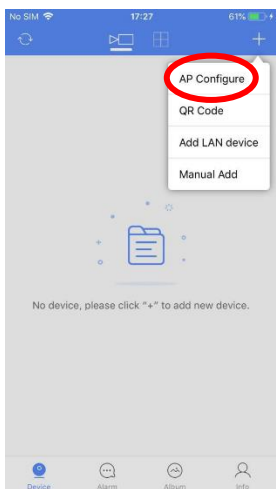 No SIM 17:27 61%
AP Configure
QR Code
Add LAN device
Manual Add
No device, please click "+" to add new device.
Device Alarm Album Info